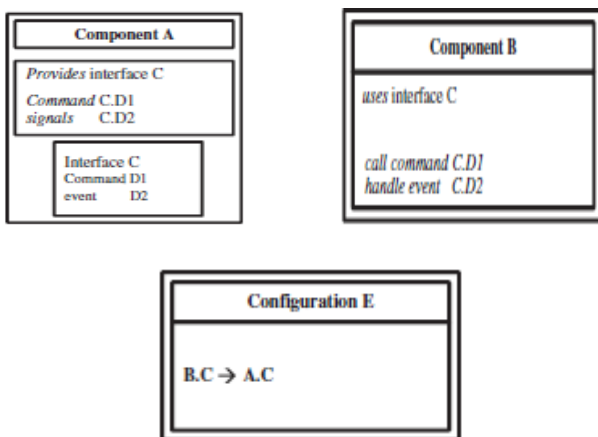 Component A
Provides interface C
Command C.D1
signals C.D2
Interface C
Command D1
event D2
Component B
uses interface C
call command C.D1
handle event C.D2
Configuration E
B.C → A.C